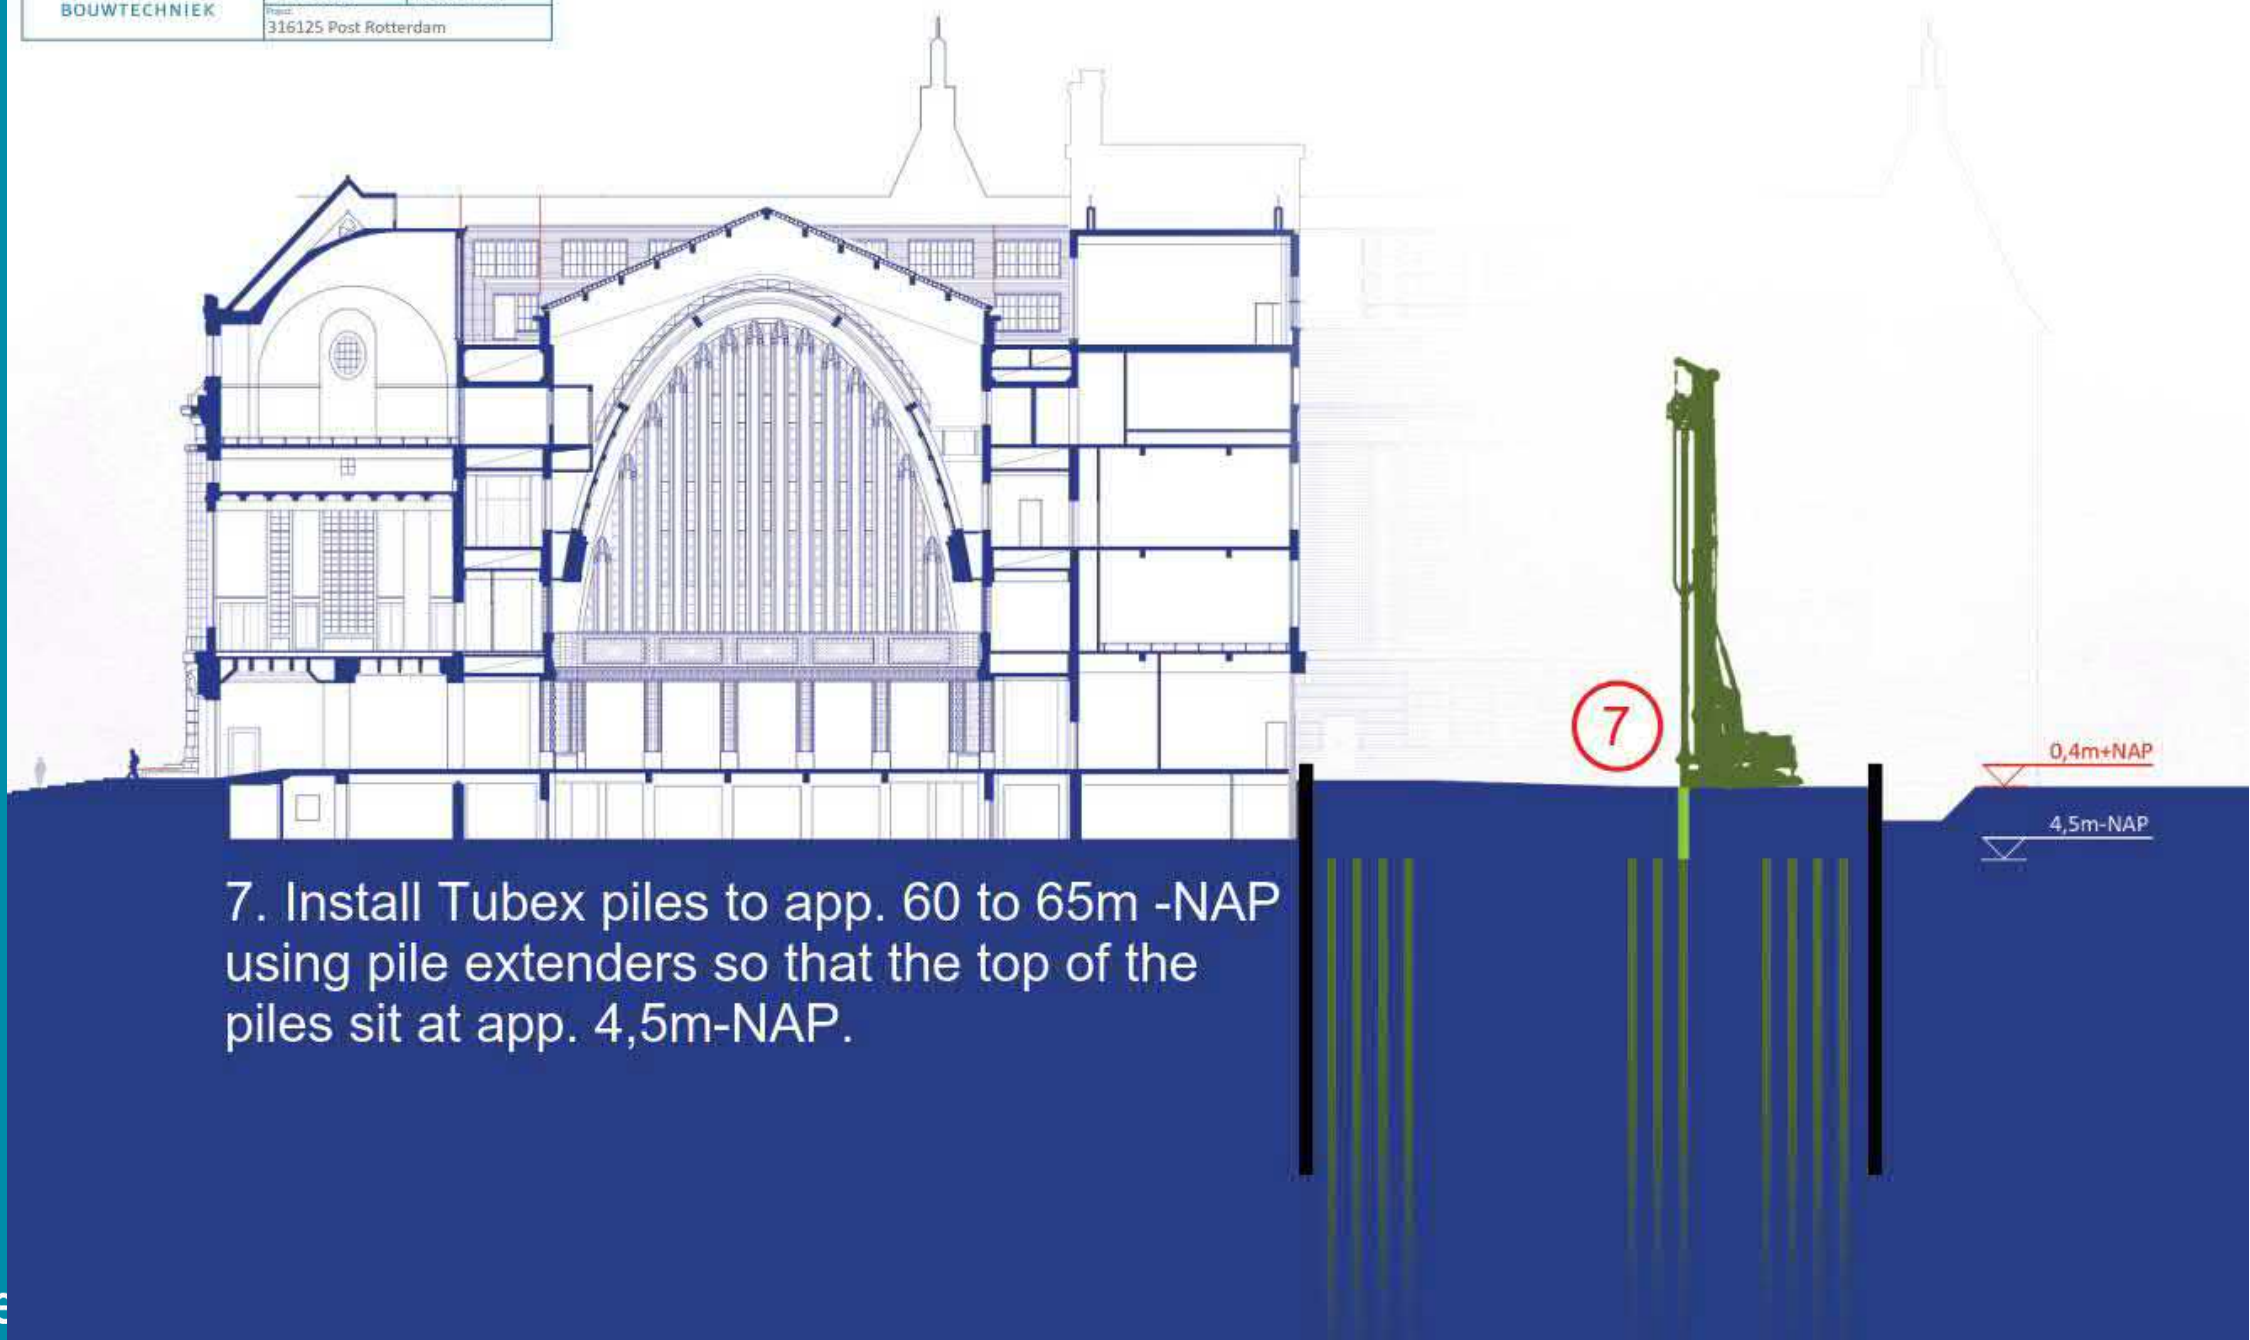 BOUWTECHNIEK
Project:
316125 Post Rotterdam
7
0,4m+NAP
4,5m-NAP
7. Install Tubex piles to app. 60 to 65m -NAP
using pile extenders so that the top of the
piles sit at app. 4,5m-NAP.